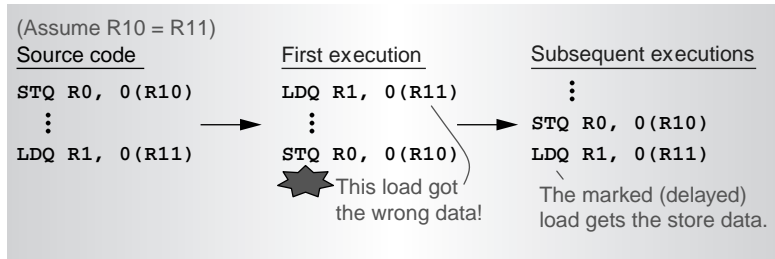 (Assume R10 = R11)
Source code
STQ R0, 0(R10)
LDQ R1, 0(R11)
First execution
LDQ R1, 0(R11)
STQ R0, 0(R10)
This load got
the wrong data!
Subsequent executions
STQ R0, 0(R10)
LDQ R1, 0(R11)
The marked (delayed)
load gets the store data.